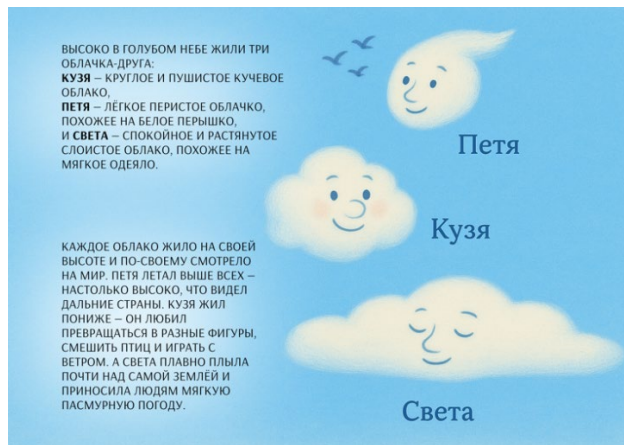 ВЫСОКО В ГОЛУБОМ НЕБЕ ЖИЛИ ТРИ
ОБЛАЧКА-ДРУГА:
КУЗЯ – КРУГЛОЕ И ПУШИСТОЕ КУЧЕВОЕ
ОБЛАКО,
ПЕТЯ – ЛЁГКОЕ ПЕРИСТОЕ ОБЛАЧКО,
ПОХОЖЕЕ НА БЕЛОЕ ПЕРЫШКО,
И СВЕТА – СПОКОЙНОЕ И РАСТЯНУТОЕ
СЛОИСТОЕ ОБЛАКО, ПОХОЖЕЕ НА
МЯГКОЕ ОДЕЯЛО.
КАЖДОЕ ОБЛАКО ЖИЛО НА СВОЕЙ
ВЫСОТЕ И ПО-СВОЕМУ СМОТРЕЛО
НА МИР. ПЕТЯ ЛЕТАЛ ВЫШЕ ВСЕХ –
НАСТОЛЬКО ВЫСОКО, ЧТО ВИДЕЛ
ДАЛЬНИЕ СТРАНЫ. КУЗЯ ЖИЛ
ПОНИЖЕ – ОН ЛЮБИЛ
ПРЕВРАЩАТЬСЯ В РАЗНЫЕ ФИГУРЫ,
СМЕШИТЬ ПТИЦ И ИГРАТЬ С
ВЕТРОМ. А СВЕТА ПЛАВНО ПЛЫЛА
ПОЧТИ НАД САМОЙ ЗЕМЛЁЙ И
ПРИНОСИЛА ЛЮДЯМ МЯГКУЮ
ПАСМУРНУЮ ПОГОДУ.
Петя
Кузя
Света